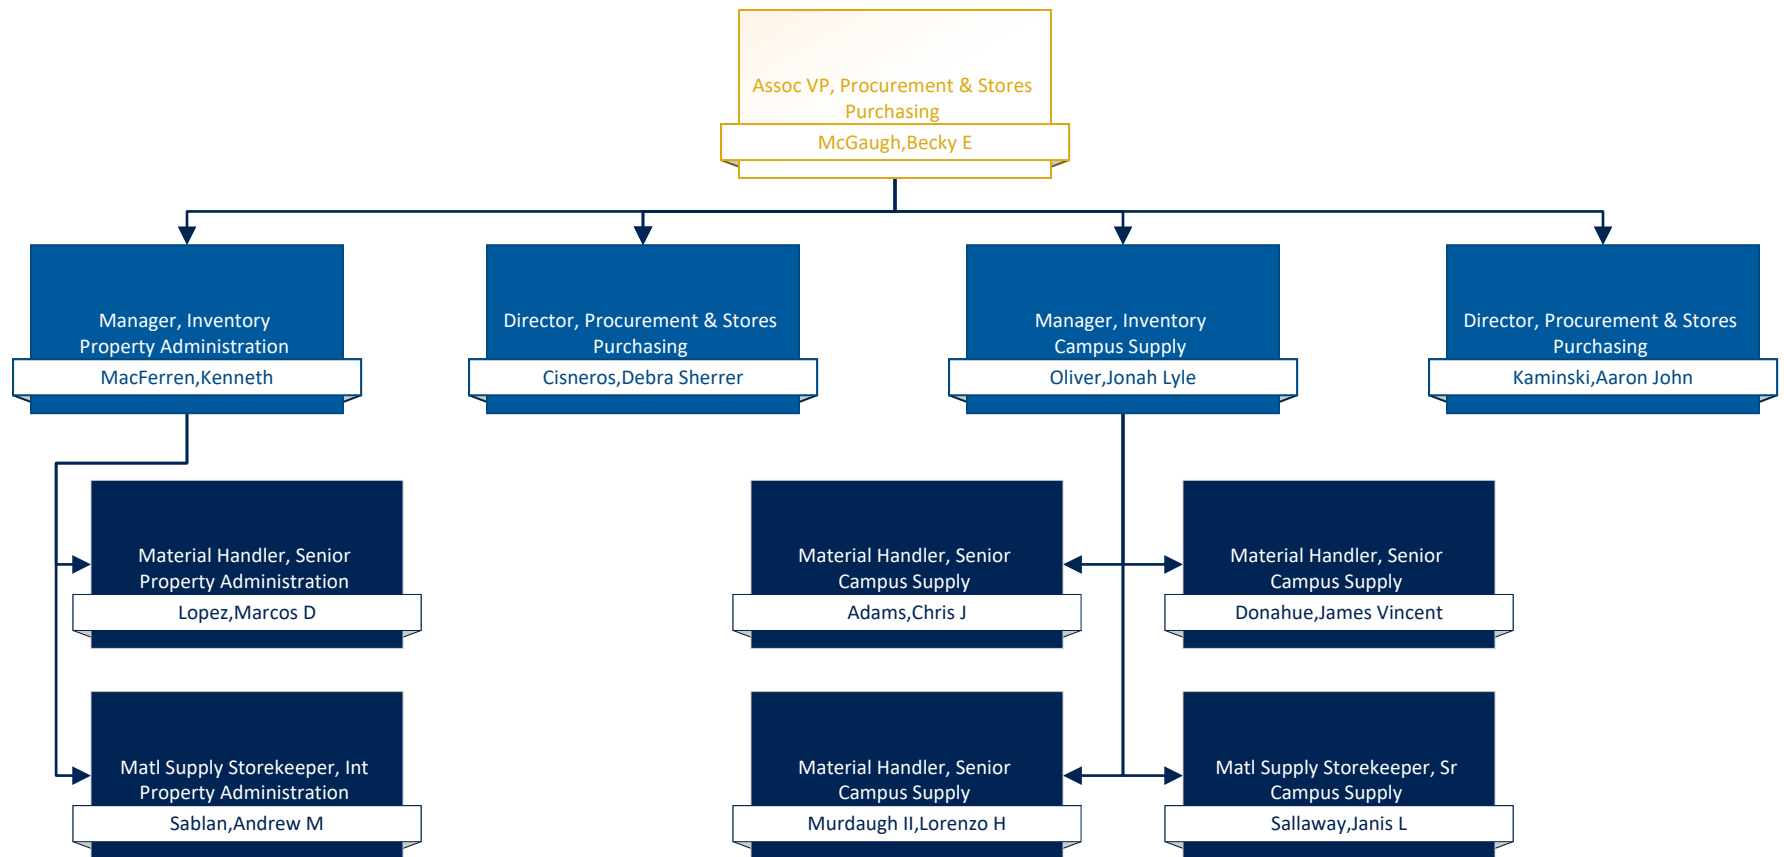 Assoc VP, Procurement & Stores
Purchasing
McGaugh,Becky E
Manager, Inventory
Property Administration
MacFerren,Kenneth
Director, Procurement & Stores
Purchasing
Cisneros,Debra Sherrer
Manager, Inventory
Campus Supply
Oliver,Jonah Lyle
Director, Procurement & Stores
Purchasing
Kaminski,Aaron John
Material Handler, Senior
Property Administration
Lopez,Marcos D
Material Handler, Senior
Campus Supply
Adams,Chris J
Material Handler, Senior
Campus Supply
Donahue,James Vincent
Matl Supply Storekeeper, Int
Property Administration
Sablan,Andrew M
Material Handler, Senior
Campus Supply
Murdaugh II,Lorenzo H
Matl Supply Storekeeper, Sr
Campus Supply
Sallaway,Janis L